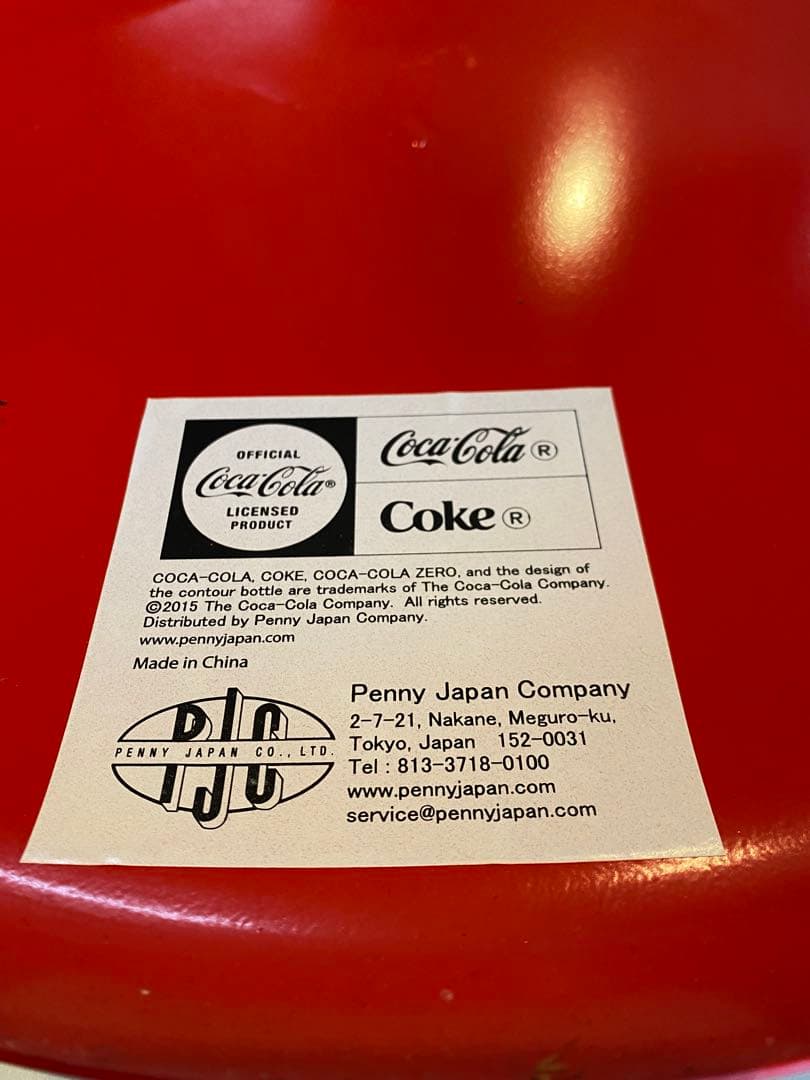 OFFICIAL
Coca-Cola®
LICENSED
PRODUCT
Coca-Cola®
Coke®
COCA-COLA, COKE, COCA-COLA ZERO, and the design of
the contour bottle are trademarks of The Coca-Cola Company.
©2015 The Coca-Cola Company. All rights reserved.
Distributed by Penny Japan Company.
www.pennyjapan.com
Made in China
PJC
PENNY JAPAN CO., LTD.
Penny Japan Company
2-7-21, Nakane, Meguro-ku,
Tokyo, Japan 152-0031
Tel : 813-3718-0100
www.pennyjapan.com
service@pennyjapan.com